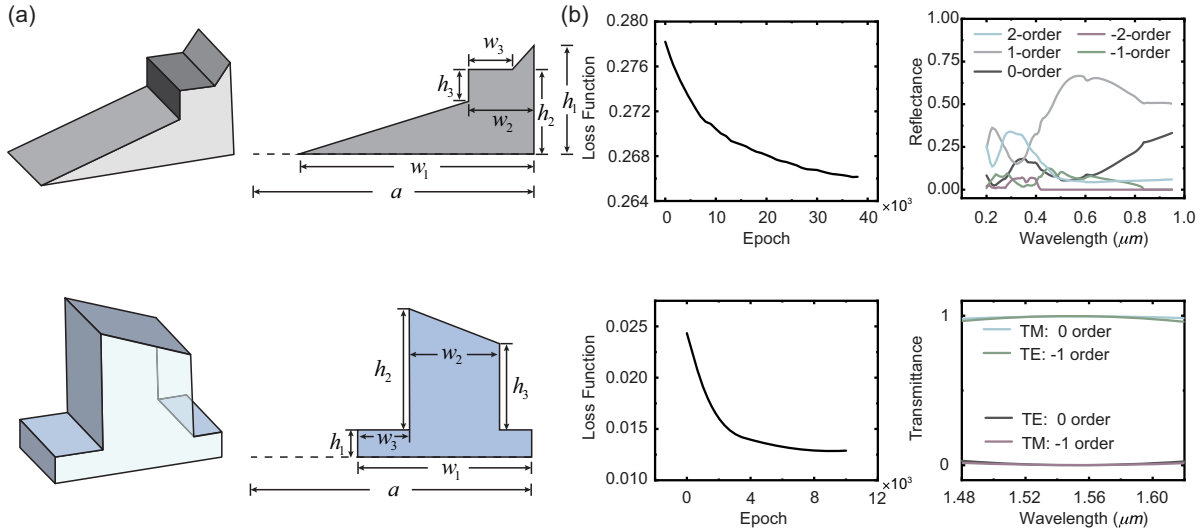 (a)
w₃
h₃
w₂
h₂
h₁
w₁
a
(b)
0.280
0.276
0.272
0.268
0.264
Loss Function
0
10
20
30
40
×10³
Epoch
1.00
0.75
0.50
0.25
0.00
Reflectance
2-order
-2-order
1-order
-1-order
0-order
0.2
0.4
0.6
0.8
1.0
Wavelength (μm)
h₂
w₂
h₃
h₁
w₃
w₁
a
0.025
0.020
0.015
0.010
Loss Function
0
4
8
12
×10³
Epoch
1
0
Transmittance
TM: 0 order
TE: -1 order
TE: 0 order
TM: -1 order
1.48
1.52
1.56
1.60
Wavelength (μm)